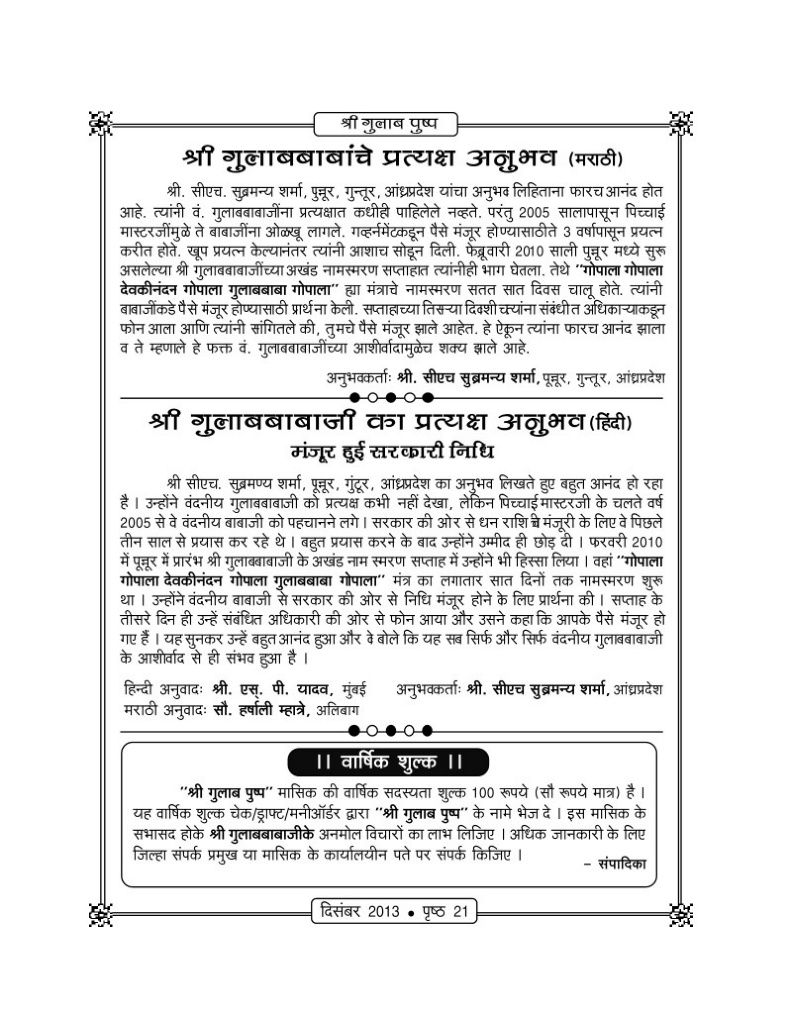 श्री गुलाब पुष्प
श्री गुलाबबाबांचे प्रत्यक्ष अनुभव (मराठी)
श्री. सीएच. सुब्रमन्य शर्मा, पुन्नूर, गुन्तूर, आंध्रप्रदेश यांचा अनुभव लिहिताना फारच आनंद होत
आहे. त्यांनी वं. गुलाबबाबाजींना प्रत्यक्षात कधीही पाहिलेले नव्हते. परंतु 2005 सालापासून पिच्चाई
मास्टरजींमुळे ते बाबाजींना ओळखू लागले. गव्हर्नमेंटकडून पैसे मंजूर होण्यासाठीते 3 वर्षापासून प्रयत्न
करीत होते. खूप प्रयत्न केल्यानंतर त्यांनी आशाच सोडून दिली. फेब्रूवारी 2010 साली पुन्नूर मध्ये सुरू
असलेल्या श्री गुलाबबाबाजींच्या अखंड नामस्मरण सप्ताहात त्यांनीही भाग घेतला. तेथे ''गोपाला गोपाला
देवकीनंदन गोपाला गुलाबबाबा गोपाला'' ह्या मंत्राचे नामस्मरण सतत सात दिवस चालू होते. त्यांनी
बाबाजींकडे पैसे मंजूर होण्यासाठी प्रार्थना केली. सप्ताहाच्या तिसऱ्या दिवशी च्यांना संबंधीत अधिकाऱ्याकडून
फोन आला आणि त्यांनी सांगितले की, तुमचे पैसे मंजूर झाले आहेत. हे ऐकून त्यांना फारच आनंद झाला
व ते म्हणाले हे फक्त वं. गुलाबबाबाजींच्या आशीर्वादामुळेच शक्य झाले आहे.
अनुभवकर्ताः श्री. सीएच सुब्रमन्य शर्मा, पून्नूर, गुन्तूर, आंध्रप्रदेश
श्री गुलाबबाबाजी का प्रत्यक्ष अनुभव (हिंदी)
मंजूर हुई सरकारी निधि
श्री सीएच. सुब्रमण्य शर्मा, पून्नूर, गुंटूर, आंध्रप्रदेश का अनुभव लिखते हुए बहुत आनंद हो रहा
है । उन्होंने वंदनीय गुलाबबाबाजी को प्रत्यक्ष कभी नहीं देखा, लेकिन पिच्चाई मास्टरजी के चलते वर्ष
2005 से वे वंदनीय बाबाजी को पहचानने लगे । सरकार की ओर से धन राशि की मंजूरी के लिए वे पिछले
तीन साल से प्रयास कर रहे थे । बहुत प्रयास करने के बाद उन्होंने उम्मीद ही छोड़ दी । फरवरी 2010
में पून्नूर में प्रारंभ श्री गुलाबबाबाजी के अखंड नाम स्मरण सप्ताह में उन्होंने भी हिस्सा लिया । वहां ''गोपाला
गोपाला देवकीनंदन गोपाला गुलाबबाबा गोपाला'' मंत्र का लगातार सात दिनों तक नामस्मरण शुरू
था । उन्होंने वंदनीय बाबाजी से सरकार की ओर से निधि मंजूर होने के लिए प्रार्थना की । सप्ताह के
तीसरे दिन ही उन्हें संबंधित अधिकारी की ओर से फोन आया और उसने कहा कि आपके पैसे मंजूर हो
गए हैं । यह सुनकर उन्हें बहुत आनंद हुआ और वे बोले कि यह सब सिर्फ और सिर्फ वंदनीय गुलाबबाबाजी
के आशीर्वाद से ही संभव हुआ है ।
हिन्दी अनुवादः श्री. एस्. पी. यादव, मुंबई अनुभवकर्ताः श्री. सीएच सुब्रमन्य शर्मा, आंध्रप्रदेश
मराठी अनुवादः सौ. हर्षाली म्हात्रे, अलिबाग
।। वार्षिक शुल्क ।।
''श्री गुलाब पुष्प'' मासिक की वार्षिक सदस्यता शुल्क 100 रूपये (सौ रूपये मात्र) है ।
यह वार्षिक शुल्क चेक/ड्राफ्ट/मनीऑर्डर द्वारा ''श्री गुलाब पुष्प'' के नामे भेज दे । इस मासिक के
सभासद होके श्री गुलाबबाबाजीके अनमोल विचारों का लाभ लिजिए । अधिक जानकारी के लिए
जिल्हा संपर्क प्रमुख या मासिक के कार्यालयीन पते पर संपर्क किजिए ।
– संपादिका
दिसंबर 2013 • पृष्ठ 21